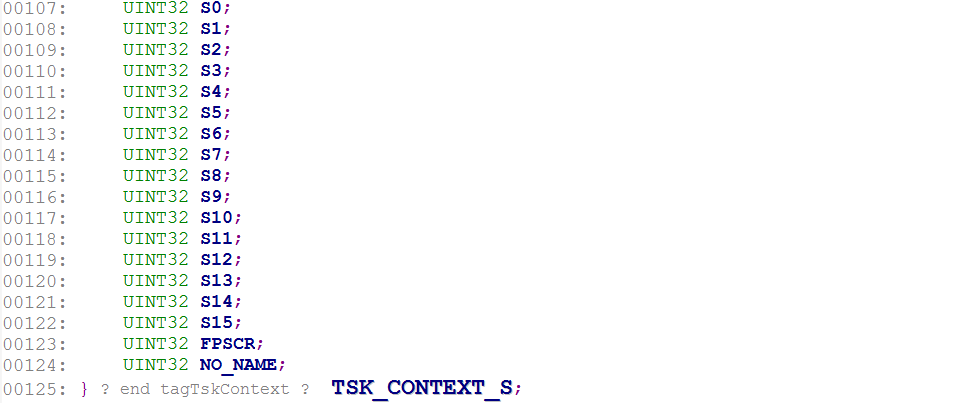 00107: UINT32 S0;
00108: UINT32 S1;
00109: UINT32 S2;
00110: UINT32 S3;
00111: UINT32 S4;
00112: UINT32 S5;
00113: UINT32 S6;
00114: UINT32 S7;
00115: UINT32 S8;
00116: UINT32 S9;
00117: UINT32 S10;
00118: UINT32 S11;
00119: UINT32 S12;
00120: UINT32 S13;
00121: UINT32 S14;
00122: UINT32 S15;
00123: UINT32 FPSCR;
00124: UINT32 NO_NAME;
00125: } ? end tagTskContext ? TSK_CONTEXT_S;